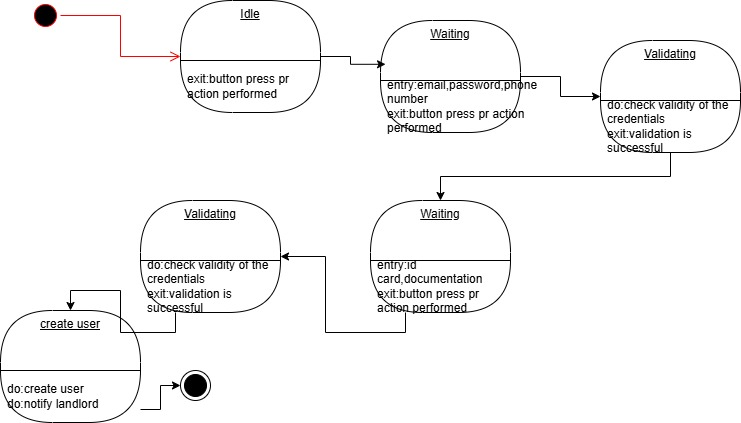 Idle
exit:button press pr
action performed
Waiting
entry:email,password,phone
number
exit:button press pr action
performed
Validating
do:check validity of the
credentials
exit:validation is
successful
Validating
do:check validity of the
credentials
exit:validation is
successful
Waiting
entry:id
card,documentation
exit:button press pr
action performed
create user
do:create user
do:notify landlord